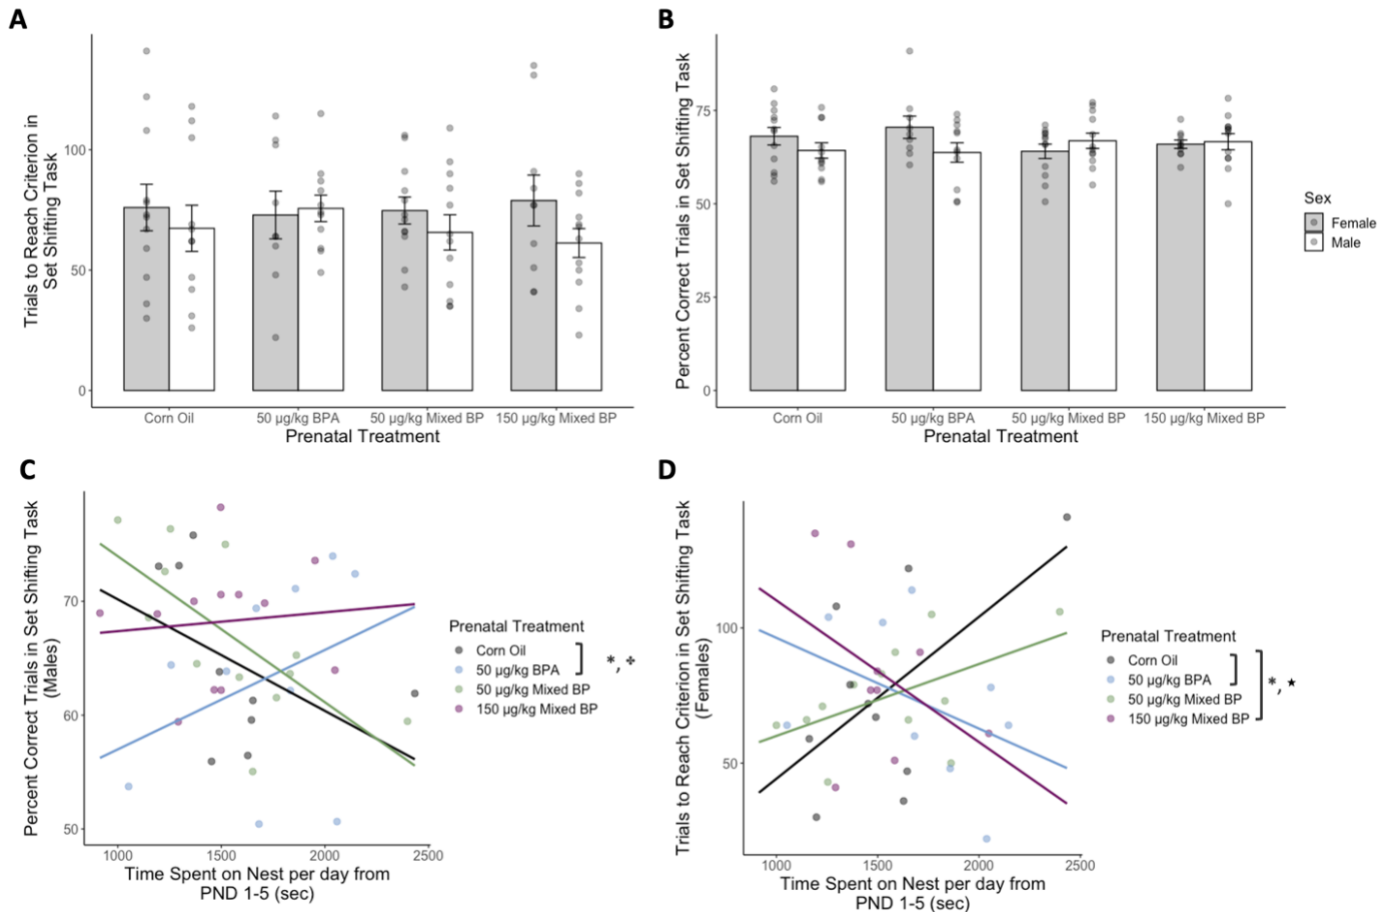 A
Trials to Reach Criterion in
Set Shifting Task
100
50
0
Corn Oil
50 µg/kg BPA
50 µg/kg Mixed BP
150 µg/kg Mixed BP
Prenatal Treatment
B
Percent Correct Trials in Set Shifting Task
75
50
25
0
Corn Oil
50 µg/kg BPA
50 µg/kg Mixed BP
150 µg/kg Mixed BP
Prenatal Treatment
Sex
Female
Male
C
Percent Correct Trials in Set Shifting Task
(Males)
70
60
50
1000
1500
2000
2500
Time Spent on Nest per day from
PND 1-5 (sec)
Prenatal Treatment
Corn Oil
50 µg/kg BPA
50 µg/kg Mixed BP
150 µg/kg Mixed BP
*, ✤
D
Trials to Reach Criterion in Set Shifting Task
(Females)
100
50
1000
1500
2000
2500
Time Spent on Nest per day from
PND 1-5 (sec)
Prenatal Treatment
Corn Oil
50 µg/kg BPA
50 µg/kg Mixed BP
150 µg/kg Mixed BP
*, ★